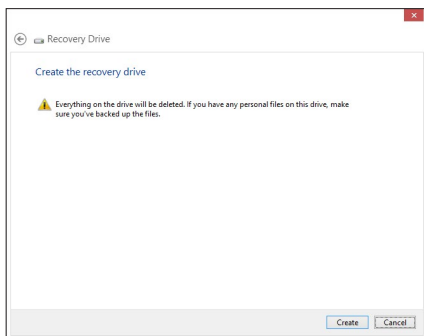 Recovery Drive
Create the recovery drive
Everything on the drive will be deleted. If you have any personal files on this drive, make
sure you've backed up the files.
Create Cancel